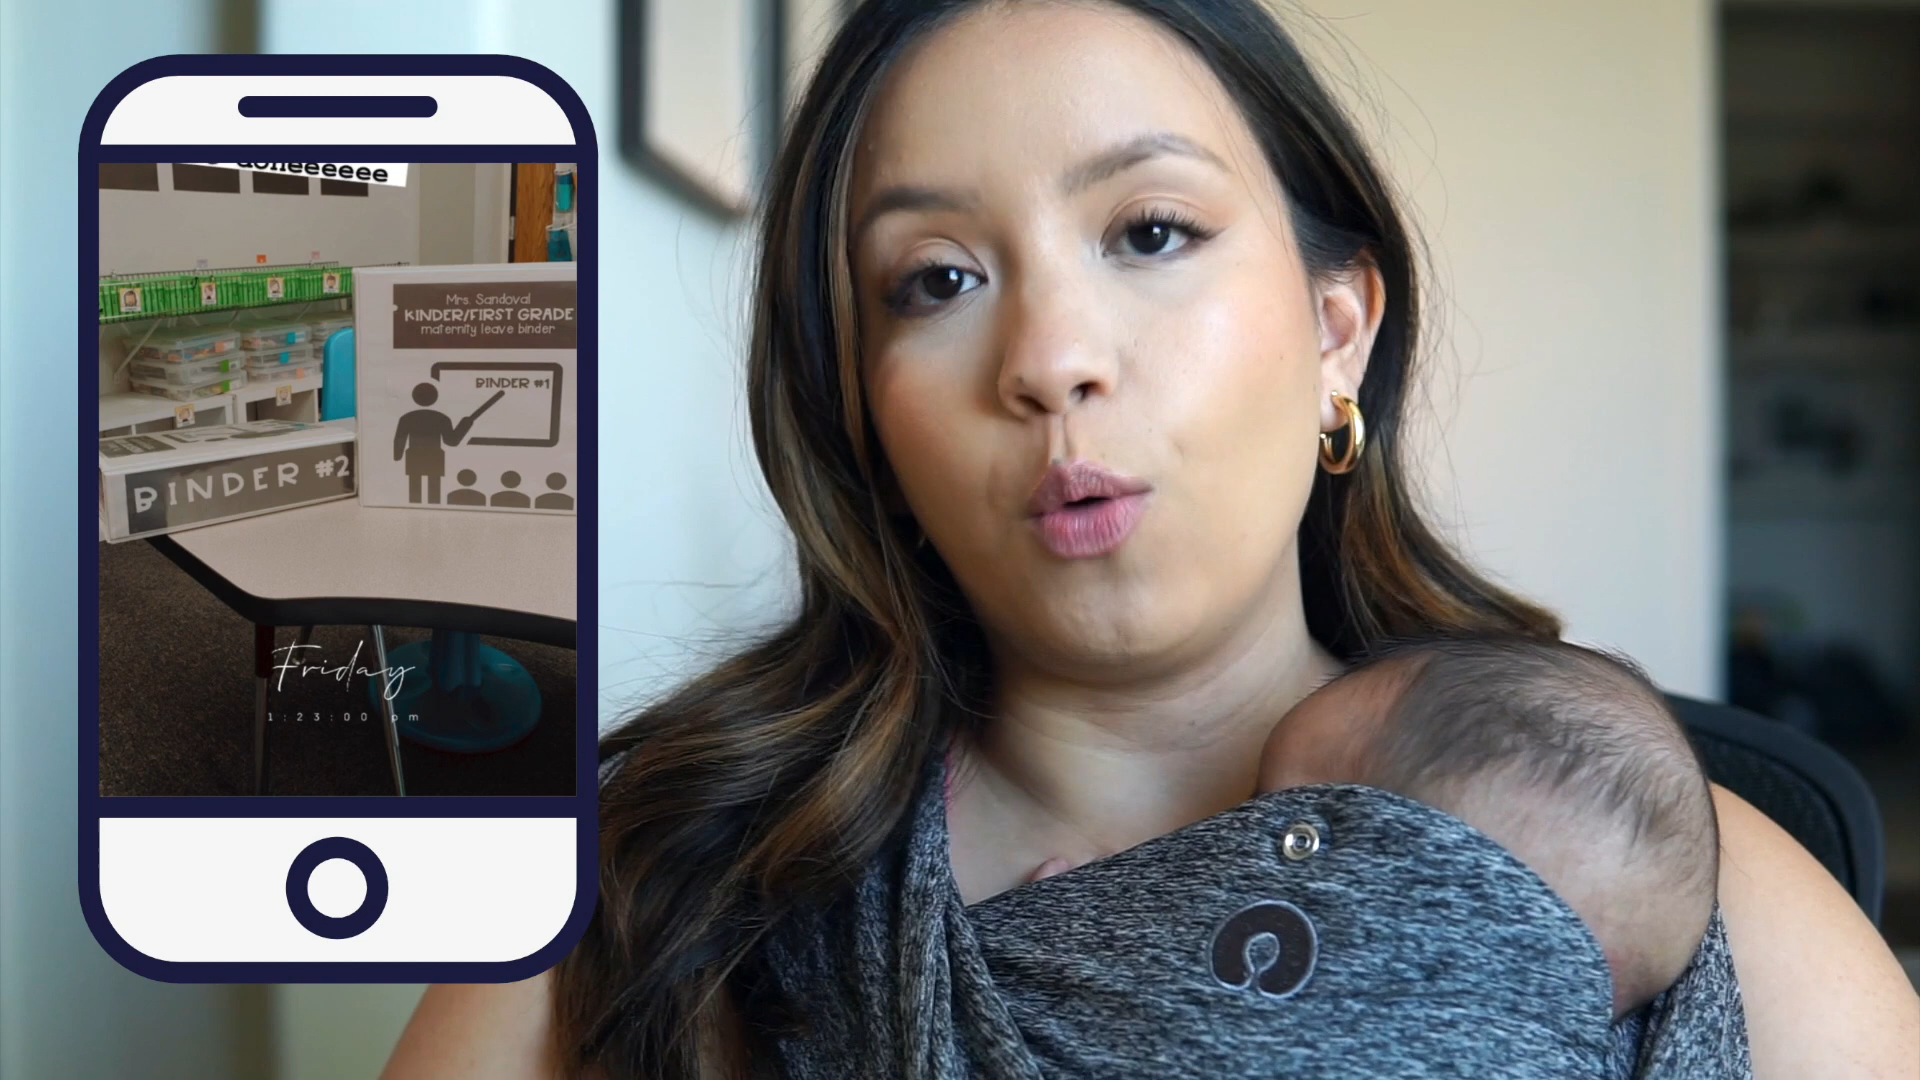 Mrs. Sandoval
KINDER/FIRST GRADE
maternity leave binder
BINDER #1
BINDER #2
Friday
1:23:00 pm